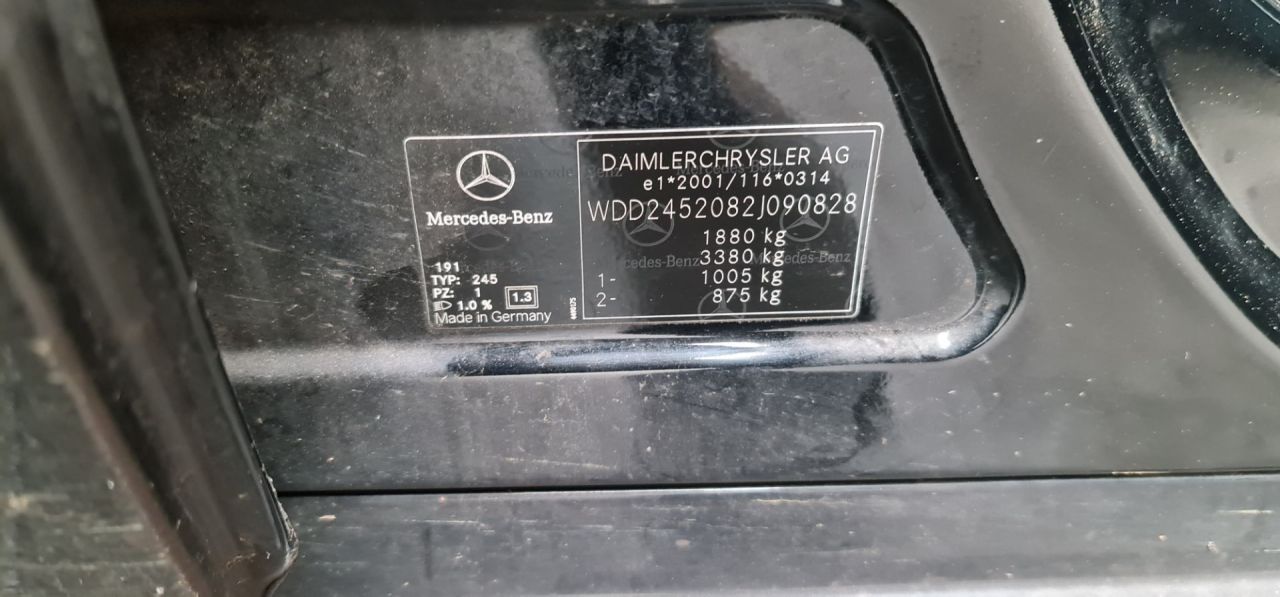 Mercedes-Benz
191
TYP: 245
PZ: 1
1.0 %
1.3
Made in Germany
DAIMLERCHRYSLER AG
e1*2001/116*0314
WDD2452082J090828
1880 kg
3380 kg
1- 1005 kg
2- 875 kg